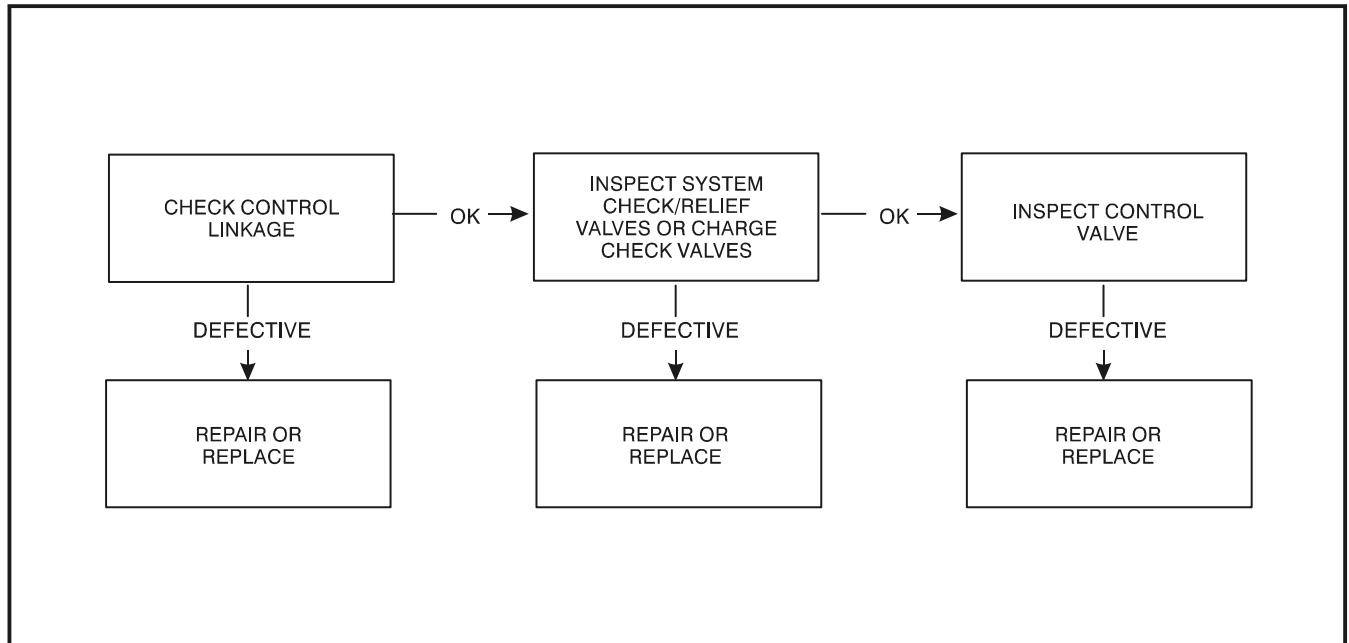 CHECK CONTROL
LINKAGE
OK
INSPECT SYSTEM
CHECK/RELIEF
VALVES OR CHARGE
CHECK VALVES
OK
INSPECT CONTROL
VALVE
DEFECTIVE
DEFECTIVE
DEFECTIVE
REPAIR OR
REPLACE
REPAIR OR
REPLACE
REPAIR OR
REPLACE